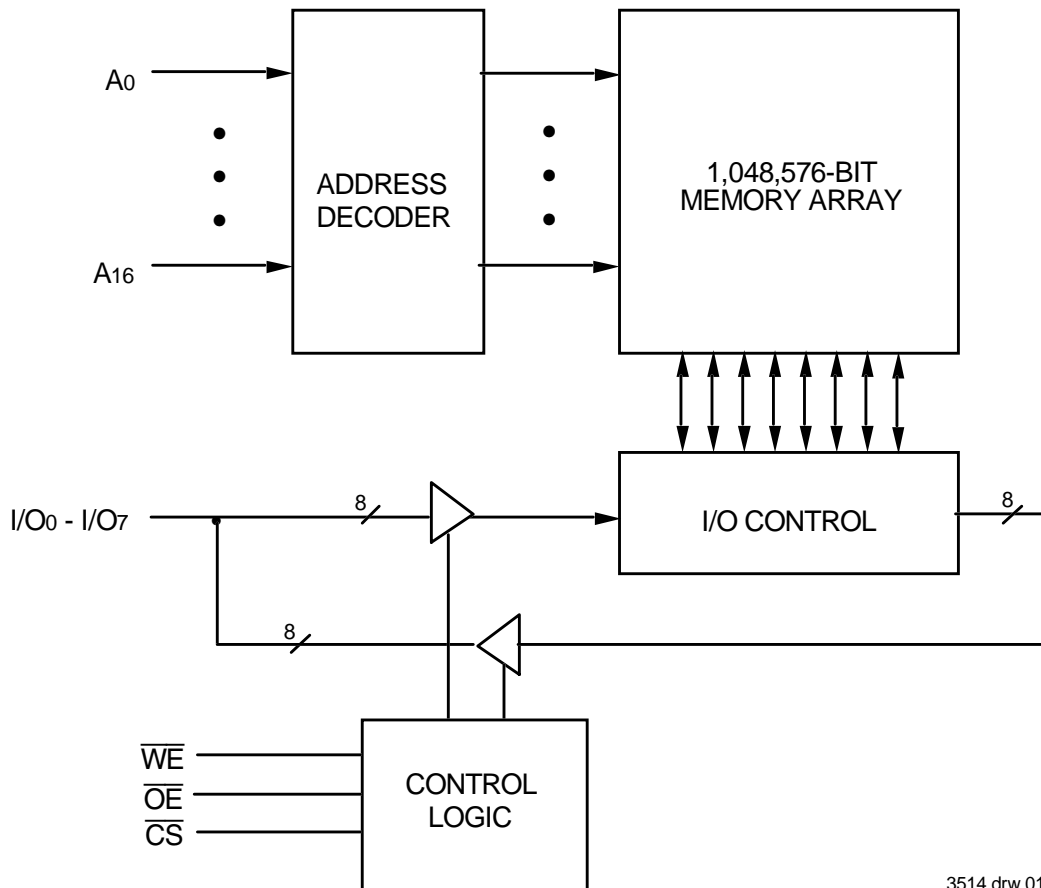 A0
A16
ADDRESS
DECODER
1,048,576-BIT
MEMORY ARRAY
I/O0 - I/O7
8
I/O CONTROL
8
8
WE
OE
CS
CONTROL
LOGIC
3514 drw 01